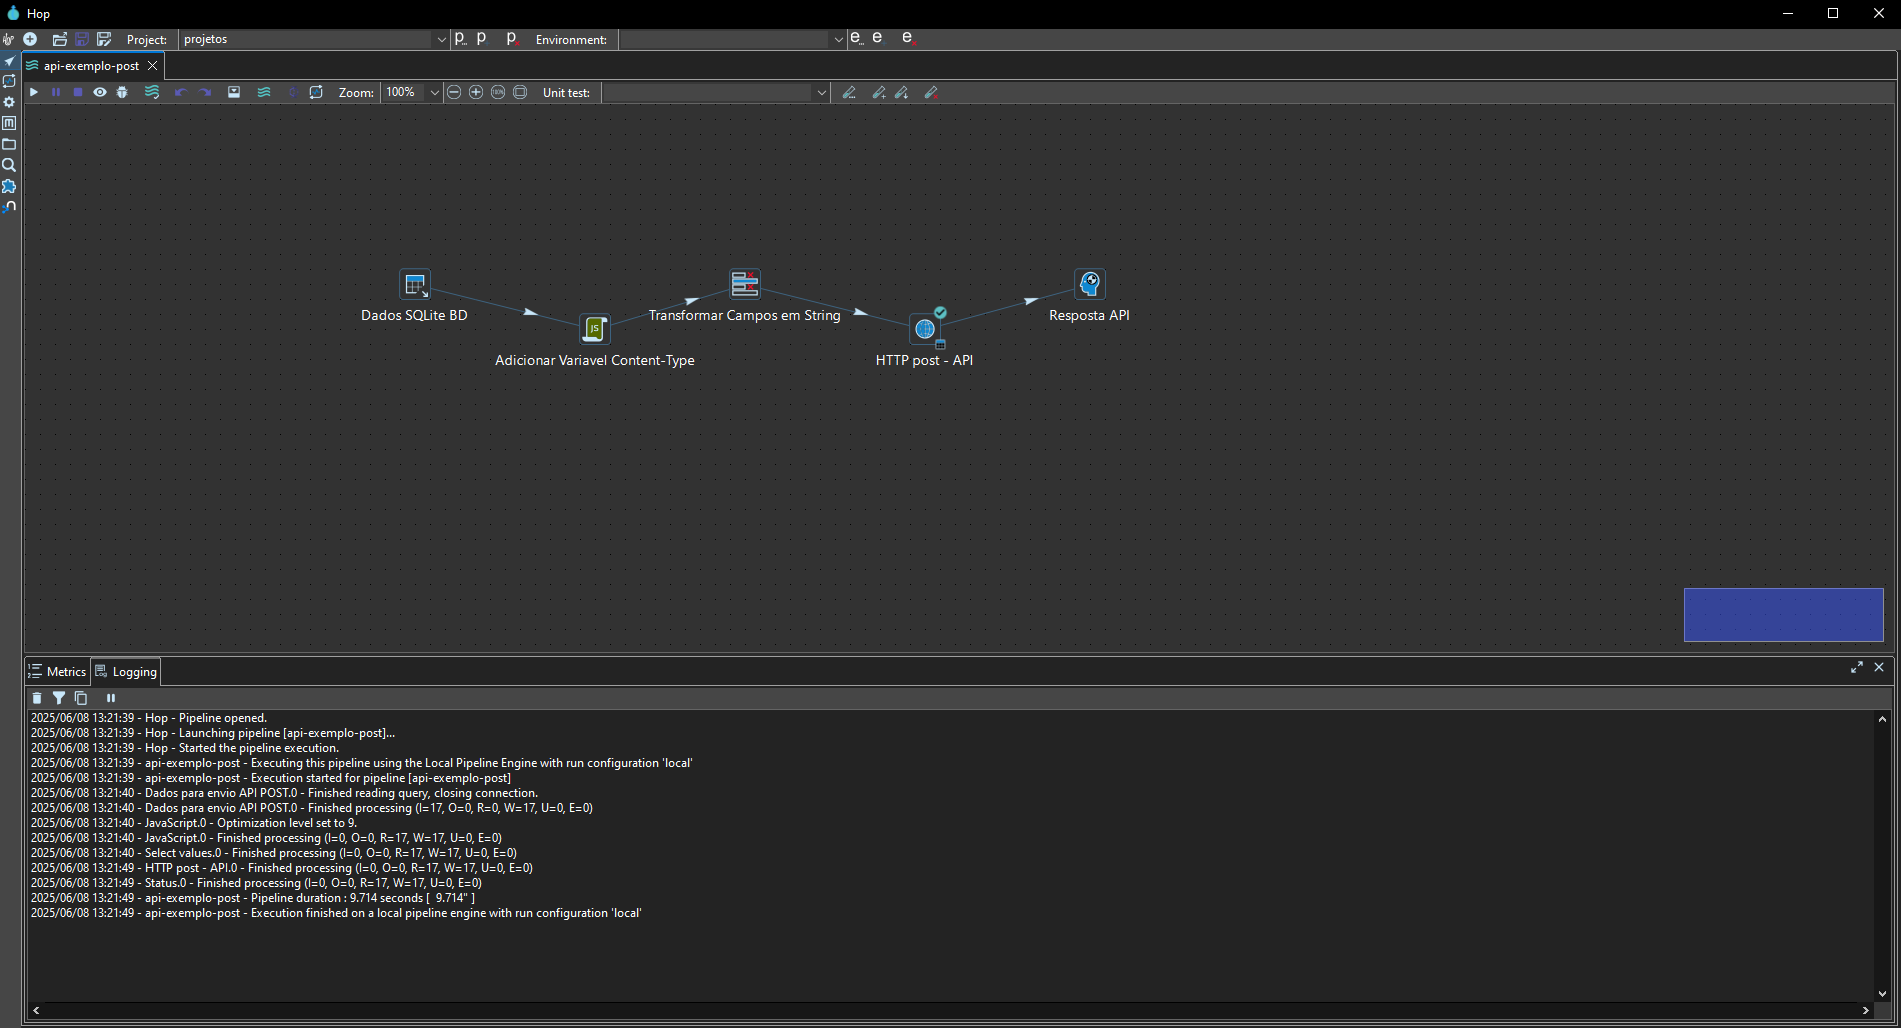 Hop
Project: projetos Environment:
api-exemplo-post
Zoom: 100% Unit test:
Dados SQLite BD
Transformar Campos em String
Resposta API
JS
Adicionar Variavel Content-Type
HTTP post - API
Metrics Logging
2025/06/08 13:21:39 - Hop - Pipeline opened.
2025/06/08 13:21:39 - Hop - Launching pipeline [api-exemplo-post]...
2025/06/08 13:21:39 - Hop - Started the pipeline execution.
2025/06/08 13:21:39 - api-exemplo-post - Executing this pipeline using the Local Pipeline Engine with run configuration 'local'
2025/06/08 13:21:39 - api-exemplo-post - Execution started for pipeline [api-exemplo-post]
2025/06/08 13:21:40 - Dados para envio API POST.0 - Finished reading query, closing connection.
2025/06/08 13:21:40 - Dados para envio API POST.0 - Finished processing (I=17, O=0, R=0, W=17, U=0, E=0)
2025/06/08 13:21:40 - JavaScript.0 - Optimization level set to 9.
2025/06/08 13:21:40 - JavaScript.0 - Finished processing (I=0, O=0, R=17, W=17, U=0, E=0)
2025/06/08 13:21:40 - Select values.0 - Finished processing (I=0, O=0, R=17, W=17, U=0, E=0)
2025/06/08 13:21:49 - HTTP post - API.0 - Finished processing (I=0, O=0, R=17, W=17, U=0, E=0)
2025/06/08 13:21:49 - Status.0 - Finished processing (I=0, O=0, R=17, W=17, U=0, E=0)
2025/06/08 13:21:49 - api-exemplo-post - Pipeline duration : 9.714 seconds [  9.714" ]
2025/06/08 13:21:49 - api-exemplo-post - Execution finished on a local pipeline engine with run configuration 'local'